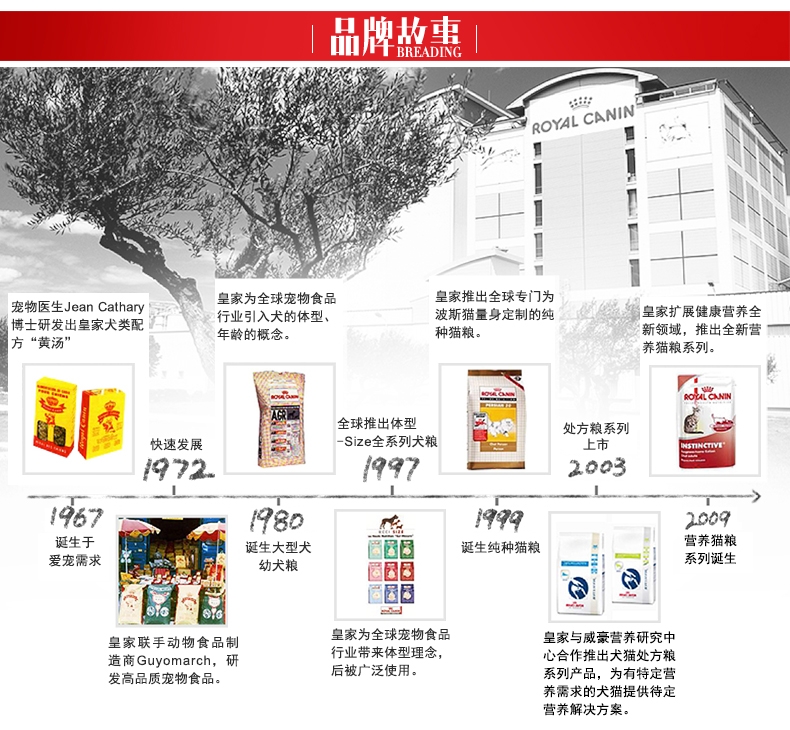 品牌故事
BREADING
ROYAL CANIN
宠物医生Jean Cathary
博士研发出皇家犬类配
方“黄汤”
皇家为全球宠物食品
行业引入犬的体型、
年龄的概念。
皇家推出全球专门为
波斯猫量身定制的纯
种猫粮。
皇家扩展健康营养全
新领域，推出全新营
养猫粮系列。
ROYAL CANIN
AGR
ROYAL CANIN
PERSIAN 30
ROYAL CANIN
INSTINCTIVE
快速发展
1972
全球推出体型
-Size全系列犬粮
1997
处方粮系列
上市
2003
1967
诞生于
爱宠需求
1980
诞生大型犬
幼犬粮
1999
诞生纯种猫粮
2009
营养猫粮
系列诞生
皇家联手动物食品制
造商Guyomarch，研
发高品质宠物食品。
皇家为全球宠物食品
行业带来体型理念，
后被广泛使用。
皇家与威豪营养研究中
心合作推出犬猫处方粮
系列产品，为有特定营
养需求的犬猫提供待定
营养解决方案。